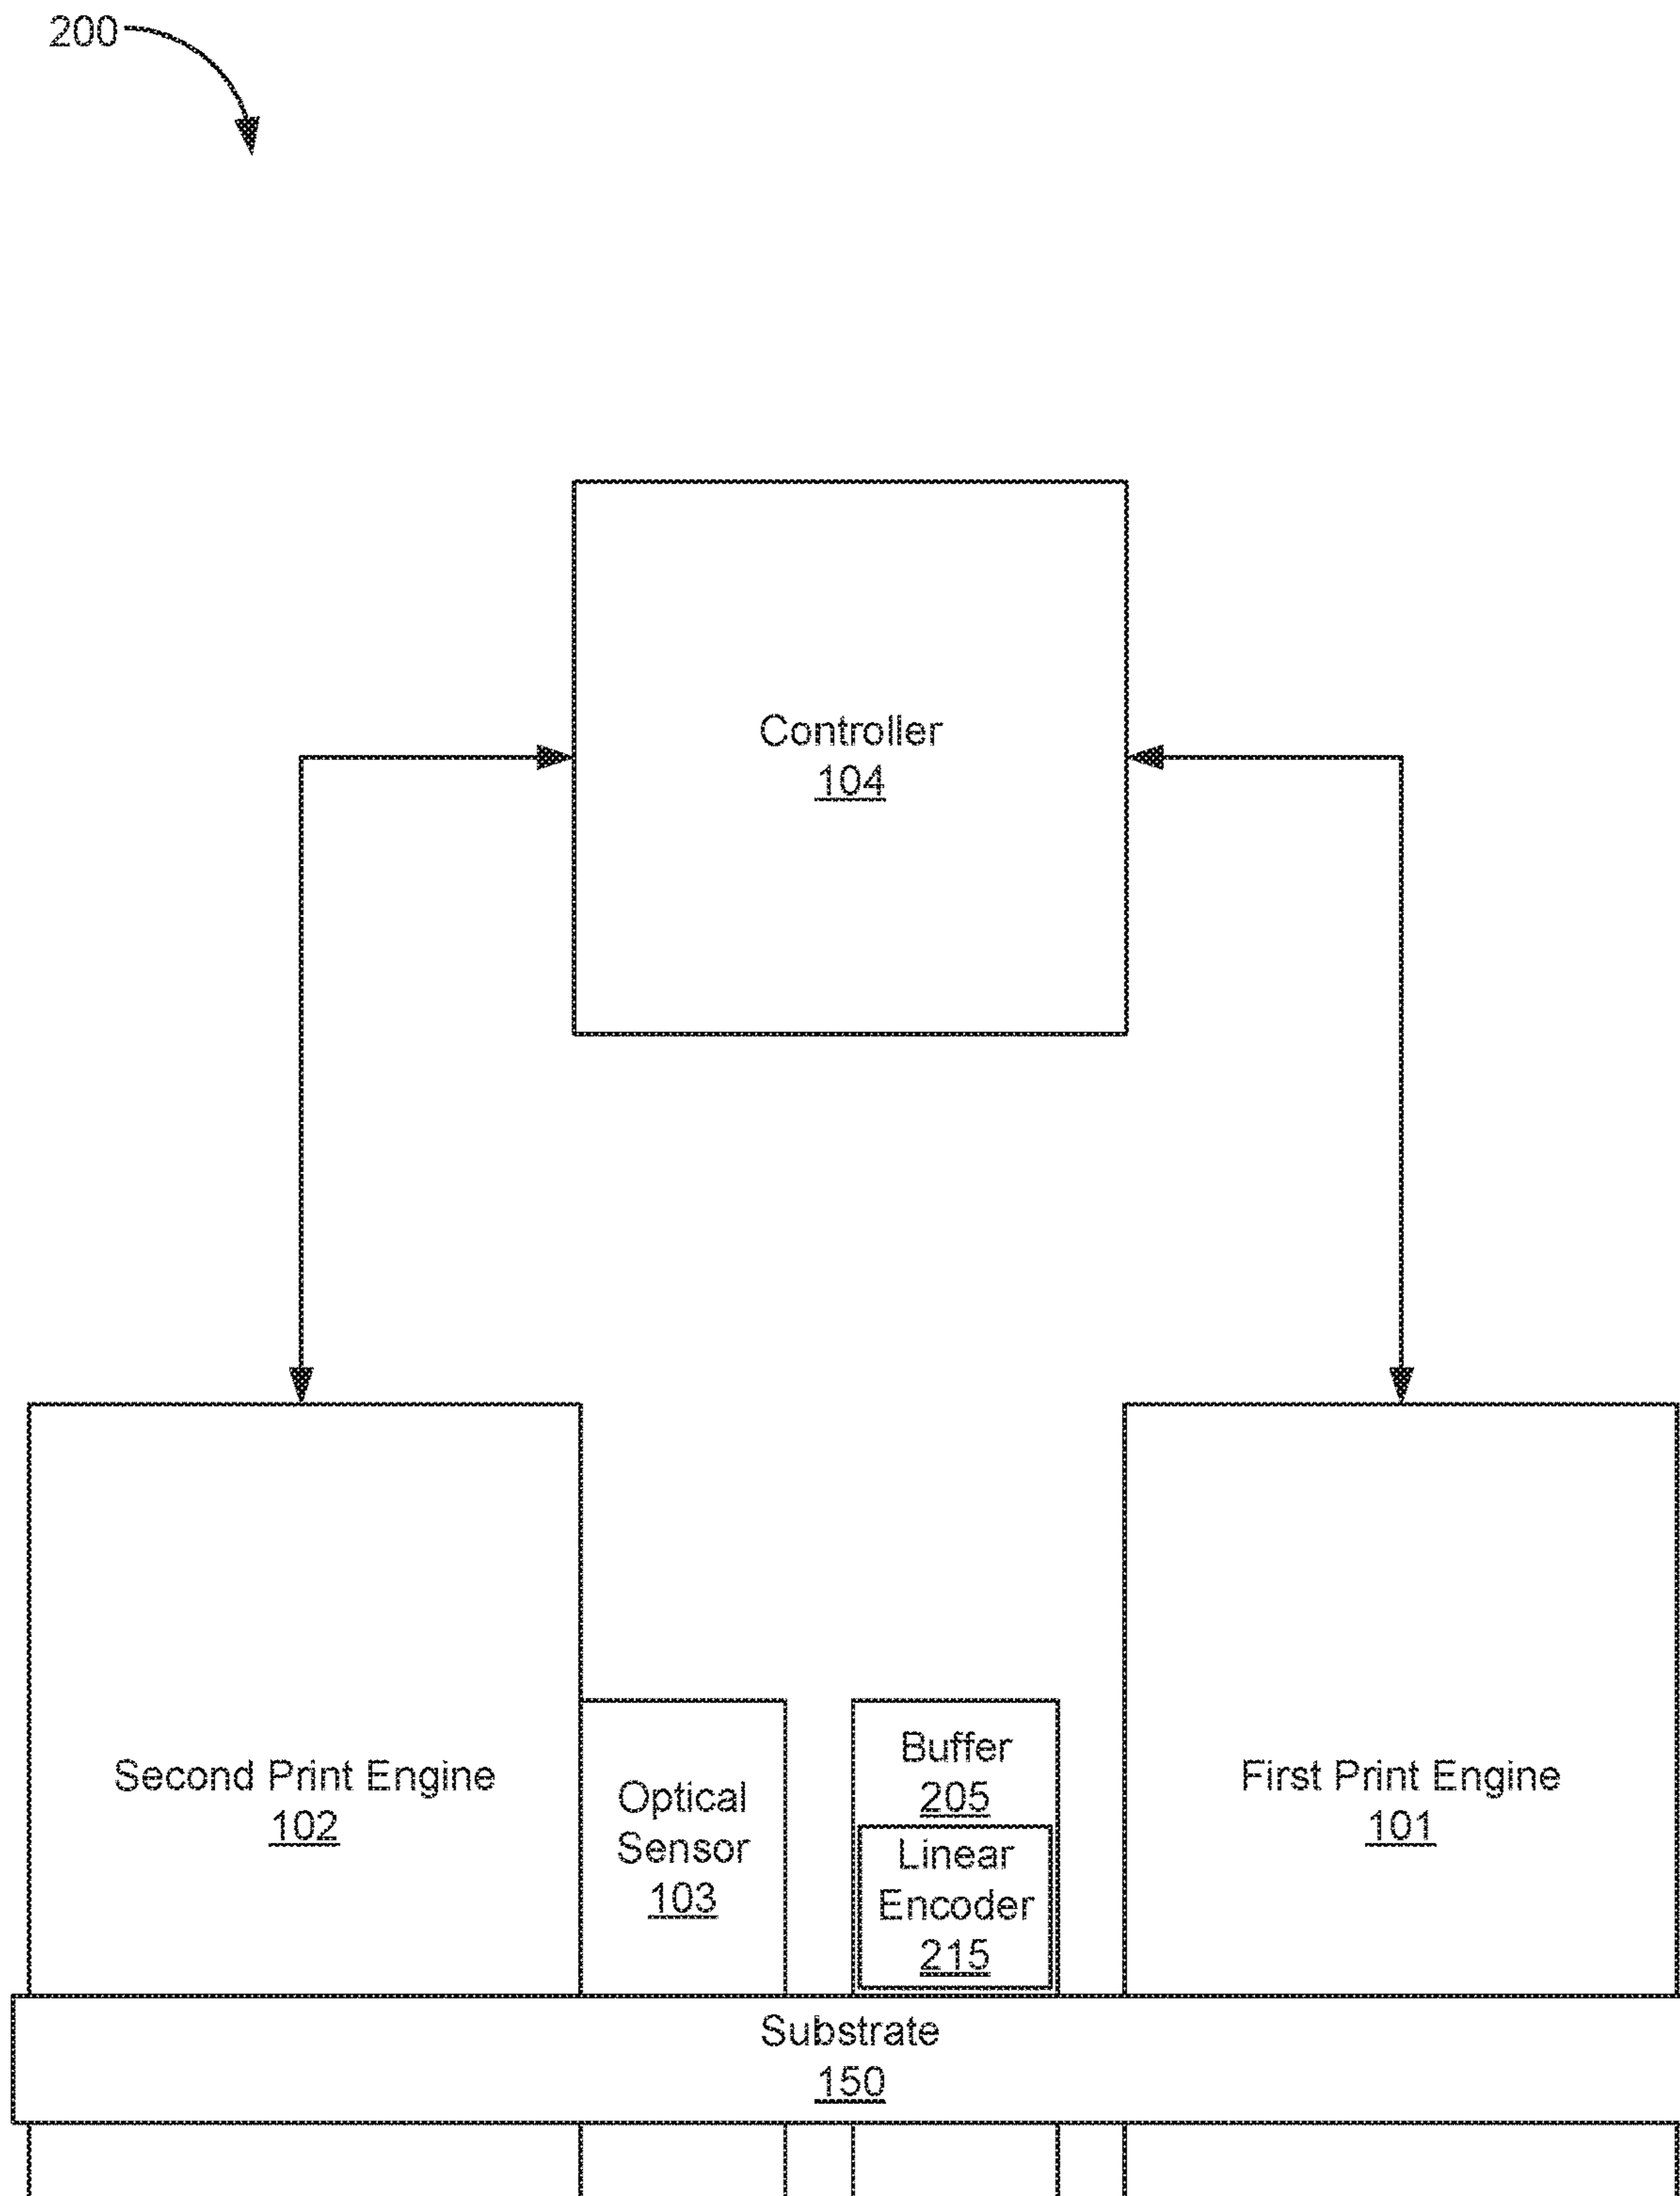 200
Controller
104
Second Print Engine
102
Optical
Sensor
103
Buffer
205
Linear
Encoder
215
First Print Engine
101
Substrate
150